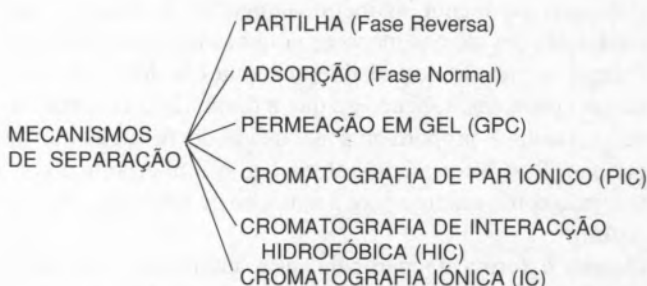 PARTILHA (Fase Reversa)
ADSORÇÃO (Fase Normal)
PERMEAÇÃO EM GEL (GPC)
MECANISMOS
DE SEPARAÇÃO
CROMATOGRAFIA DE PAR IÓNICO (PIC)
CROMATOGRAFIA DE INTERACÇÃO
HIDROFÓBICA (HIC)
CROMATOGRAFIA IÓNICA (IC)